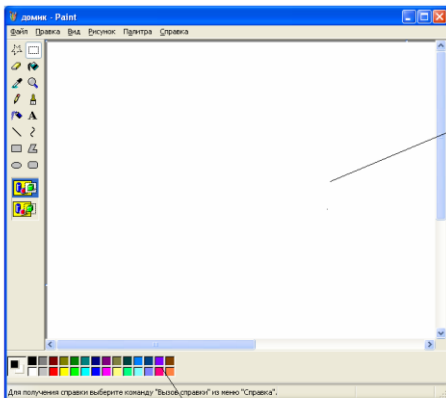 домик - Paint
Файл Правка Вид Рисунок Палитра Справка
A
Для получения справки выберите команду "Вызов справки" из меню "Справка".